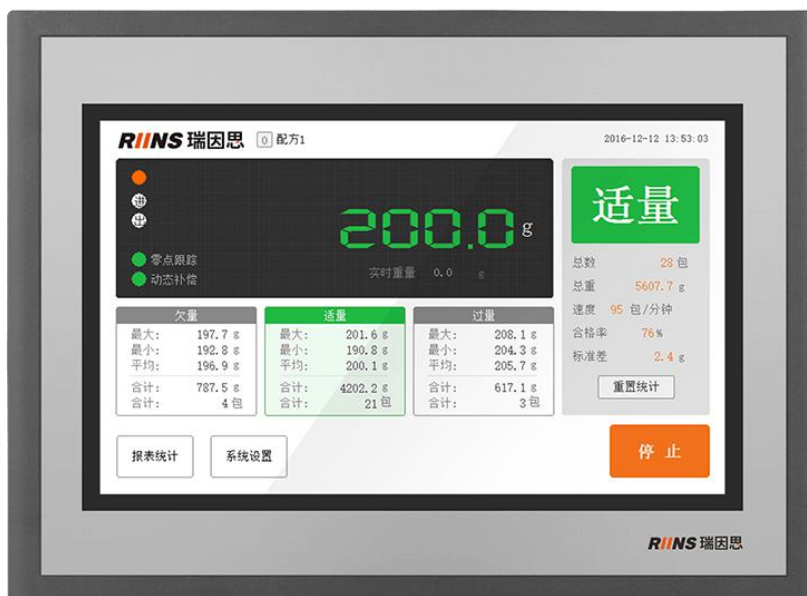 RIINS 瑞因思 0 配方1 2016-12-12 13:53:03
进
出
200.0 g
零点跟踪
动态补偿
实时重量 0.0 g
适量
总数 28 包
总重 5607.7 g
速度 95 包/分钟
合格率 76%
标准差 2.4 g
重置统计
欠量
最大: 197.7 g
最小: 192.8 g
平均: 196.9 g
合计: 787.5 g
合计: 4 包
适量
最大: 201.6 g
最小: 190.8 g
平均: 200.1 g
合计: 4202.2 g
合计: 21 包
过量
最大: 208.1 g
最小: 204.3 g
平均: 205.7 g
合计: 617.1 g
合计: 3 包
报表统计
系统设置
停止
RIINS 瑞因思